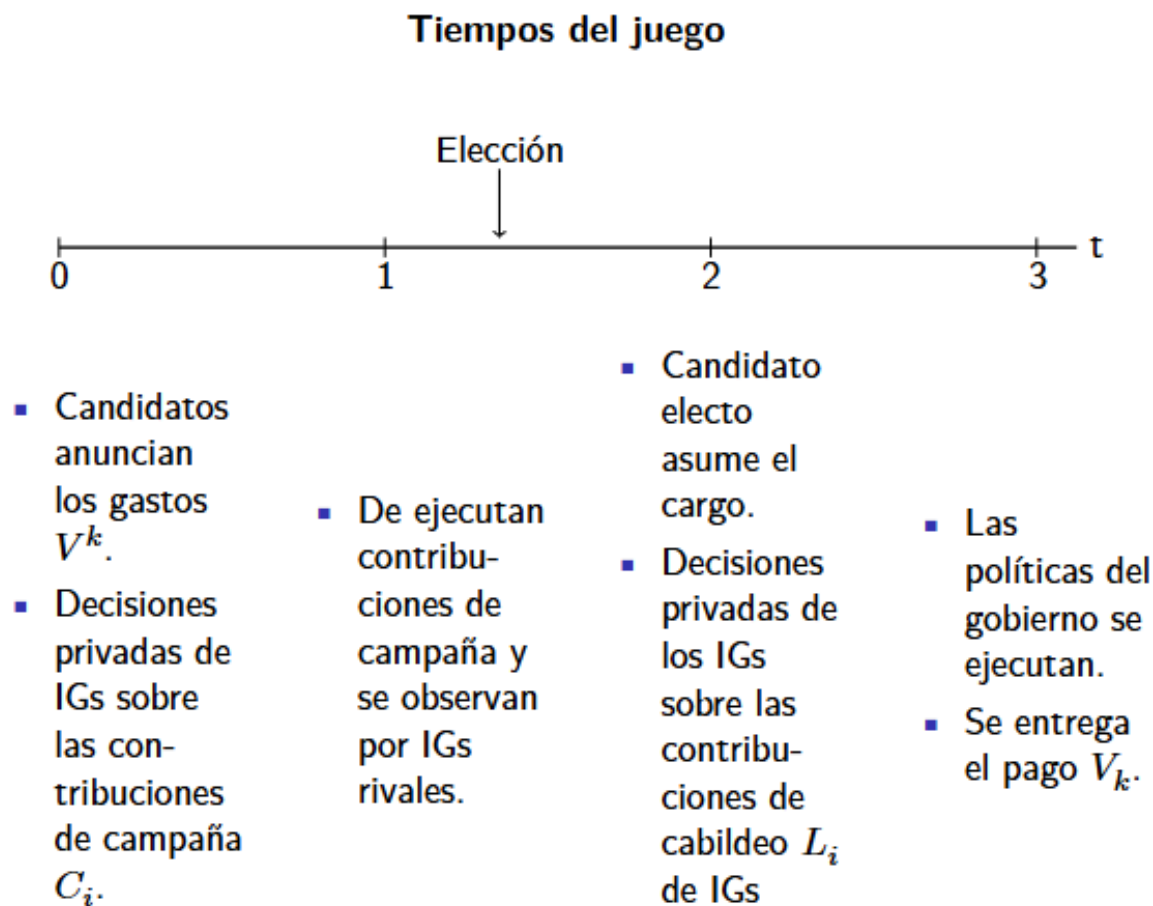 Tiempos del juego
Elección
t
0 1 2 3
▪ Candidatos
anuncian
los gastos
V^k.
▪ Decisiones
privadas de
IGs sobre
las con-
tribuciones
de campaña
C_i.
▪ De ejecutan
contribu-
ciones de
campaña y
se observan
por IGs
rivales.
▪ Candidato
electo
asume el
cargo.
▪ Decisiones
privadas de
los IGs
sobre las
contribu-
ciones de
cabildeo L_i
de IGs
▪ Las
políticas del
gobierno se
ejecutan.
▪ Se entrega
el pago V_k.